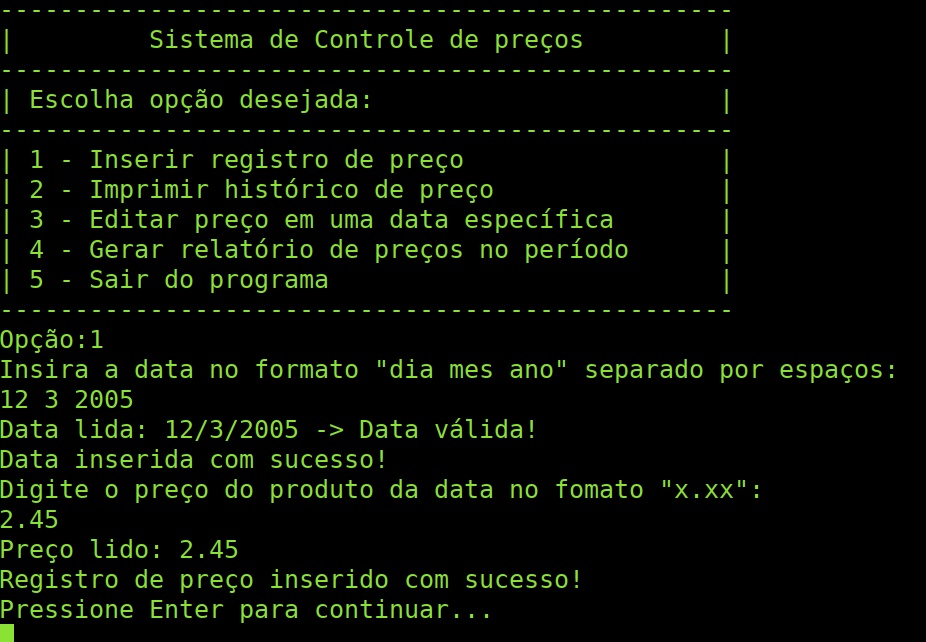 -------------------------------------------------
|         Sistema de Controle de preços         |
-------------------------------------------------
| Escolha opção desejada:                       |
-------------------------------------------------
| 1 - Inserir registro de preço                 |
| 2 - Imprimir histórico de preço               |
| 3 - Editar preço em uma data específica       |
| 4 - Gerar relatório de preços no período      |
| 5 - Sair do programa                          |
-------------------------------------------------
Opção:1
Insira a data no formato "dia mes ano" separado por espaços:
12 3 2005
Data lida: 12/3/2005 -> Data válida!
Data inserida com sucesso!
Digite o preço do produto da data no fomato "x.xx":
2.45
Preço lido: 2.45
Registro de preço inserido com sucesso!
Pressione Enter para continuar...